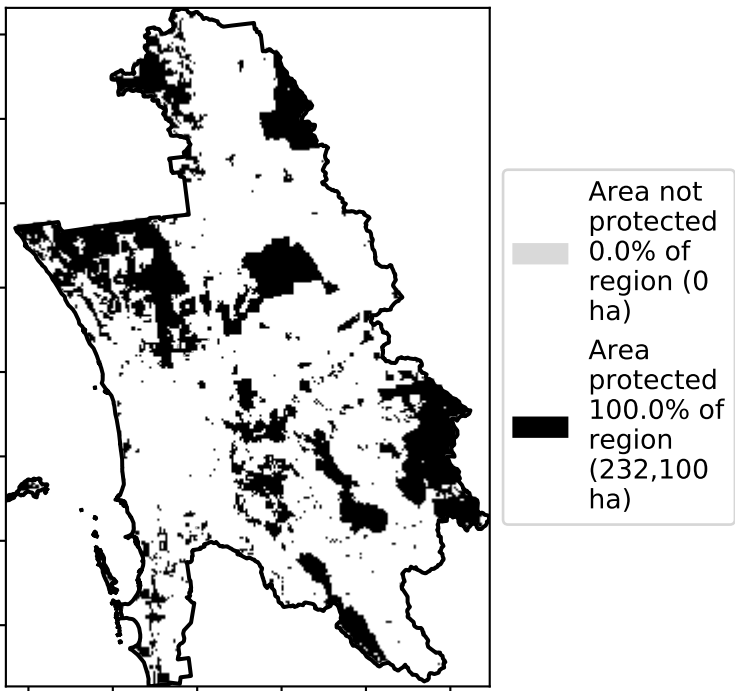 Area not
protected
0.0% of
region (0
ha)
Area
protected
100.0% of
region
(232,100
ha)